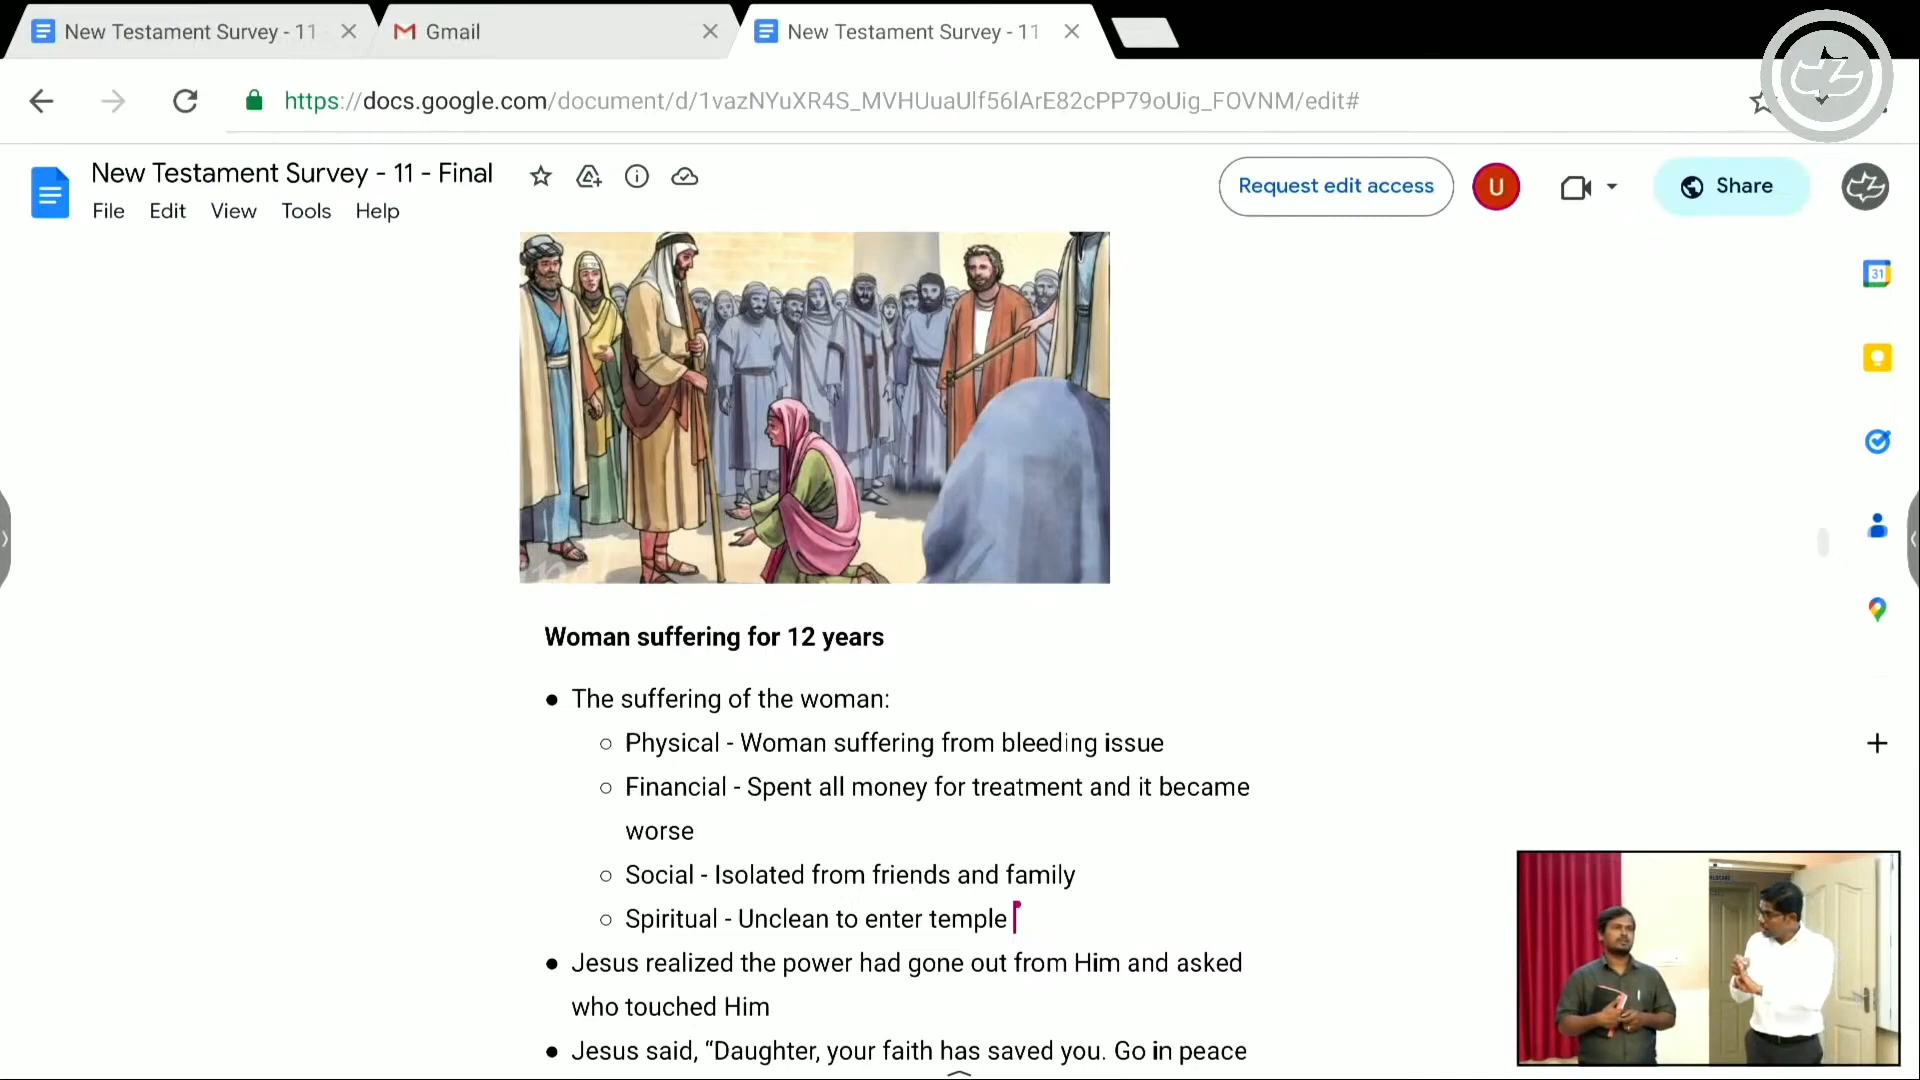 New Testament Survey - 11
Gmail
New Testament Survey - 11
https://docs.google.com/document/d/1vazNYuXR4S_MVHUuaUlf56lArE82cPP79oUig_FOVNM/edit#
New Testament Survey - 11 - Final
Request edit access
U
Share
File Edit View Tools Help
31
Woman suffering for 12 years
● The suffering of the woman:
○ Physical - Woman suffering from bleeding issue
○ Financial - Spent all money for treatment and it became
worse
○ Social - Isolated from friends and family
○ Spiritual - Unclean to enter temple
● Jesus realized the power had gone out from Him and asked
who touched Him
● Jesus said, “Daughter, your faith has saved you. Go in peace